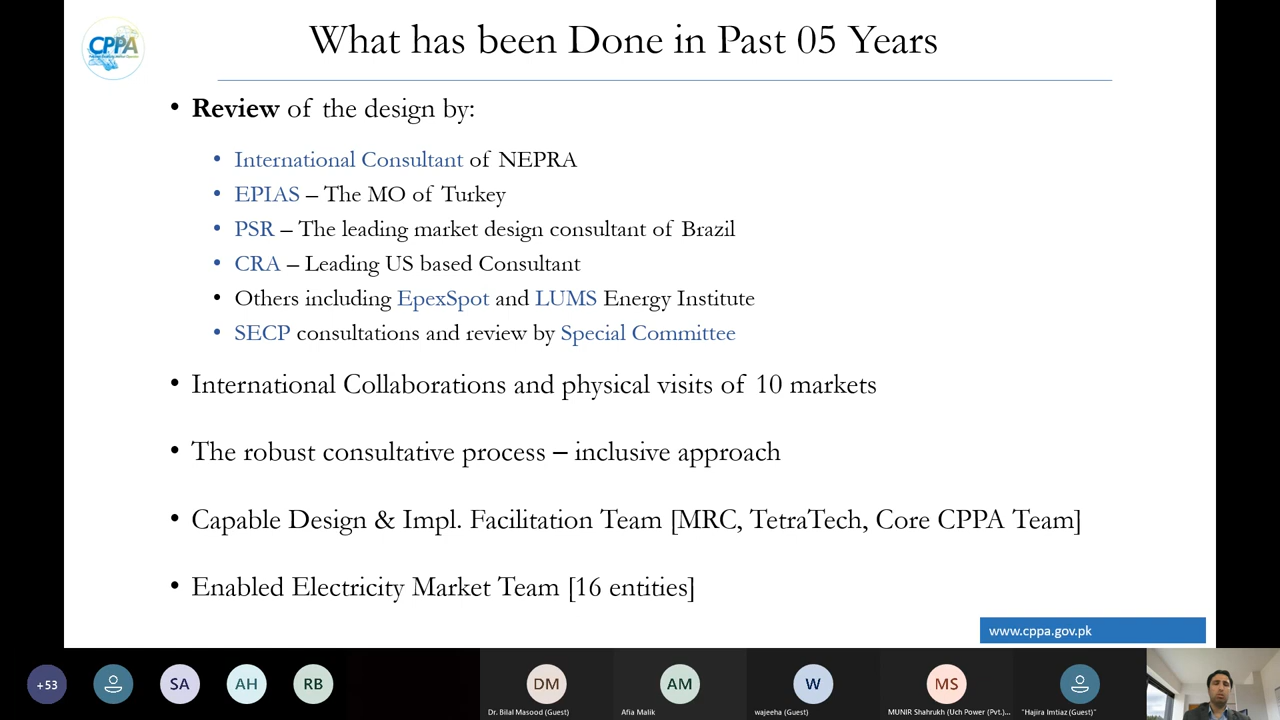 CPPA
What has been Done in Past 05 Years
• Review of the design by:
• International Consultant of NEPRA
• EPIAS – The MO of Turkey
• PSR – The leading market design consultant of Brazil
• CRA – Leading US based Consultant
• Others including EpexSpot and LUMS Energy Institute
• SECP consultations and review by Special Committee
• International Collaborations and physical visits of 10 markets
• The robust consultative process – inclusive approach
• Capable Design & Impl. Facilitation Team [MRC, TetraTech, Core CPPA Team]
• Enabled Electricity Market Team [16 entities]
www.cppa.gov.pk
+53 SA AH RB DM AM W MS
Dr. Bilal Masood (Guest) Afia Malik wajeeha (Guest) MUNIR Shahrukh (Uch Power (Pvt.)... "Hajira Imtiaz (Guest)"